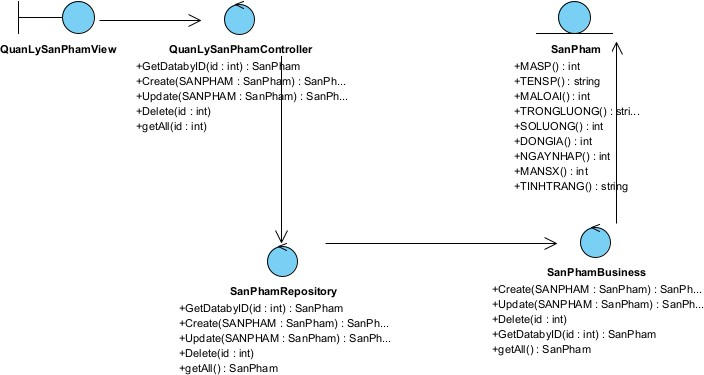 QuanLySanPhamView
QuanLySanPhamController
+GetDatabyID(id : int) : SanPham
+Create(SANPHAM : SanPham) : SanPh...
+Update(SANPHAM : SanPham) : SanPh...
+Delete(id : int)
+getAll(id : int)
SanPham
+MASP() : int
+TENSP() : string
+MALOAI() : int
+TRONGLUONG() : stri...
+SOLUONG() : int
+DONGIA() : int
+NGAYNHAP() : int
+MANSX() : int
+TINHTRANG() : string
SanPhamRepository
+GetDatabyID(id : int) : SanPham
+Create(SANPHAM : SanPham) : SanPh...
+Update(SANPHAM : SanPham) : SanPh...
+Delete(id : int)
+getAll() : SanPham
SanPhamBusiness
+Create(SANPHAM : SanPham) : SanPh...
+Update(SANPHAM : SanPham) : SanPh...
+Delete(id : int)
+GetDatabyID(id : int) : SanPham
+getAll() : SanPham